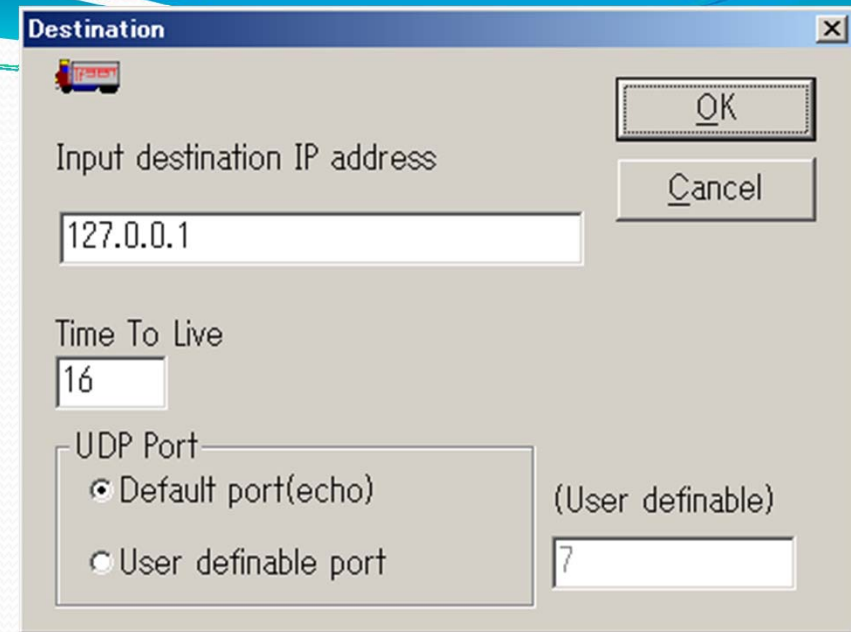 Destination
OK
Input destination IP address
Cancel
127.0.0.1
Time To Live
16
UDP Port
Default port(echo)
(User definable)
User definable port
7